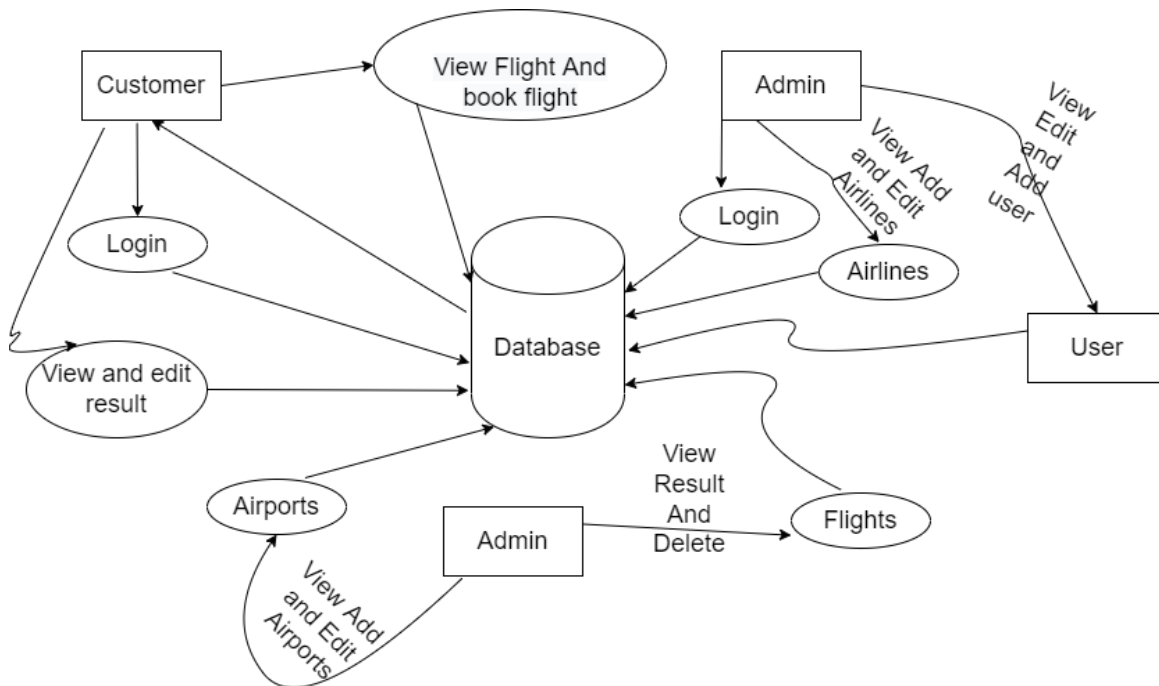 Customer
View Flight And
book flight
Admin
View
Edit
and
Add
user
View Add
and Edit
Airlines
Login
Login
Airlines
Database
User
View and edit
result
View
Result
And
Delete
Airports
Admin
Flights
View Add
and Edit
Airports